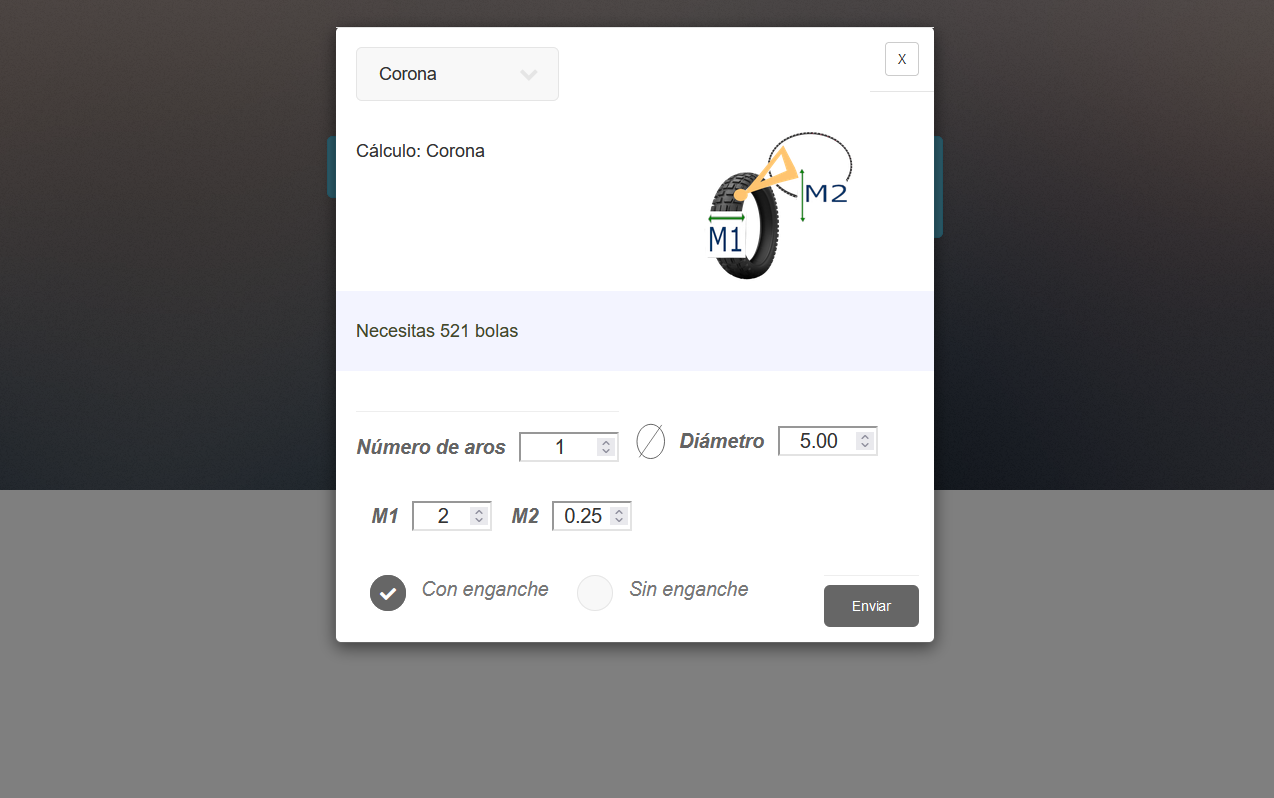 Corona
X
Cálculo: Corona
M2
M1
Necesitas 521 bolas
Número de aros 1 Diámetro 5.00
M1 2 M2 0.25
Con enganche Sin enganche
Enviar